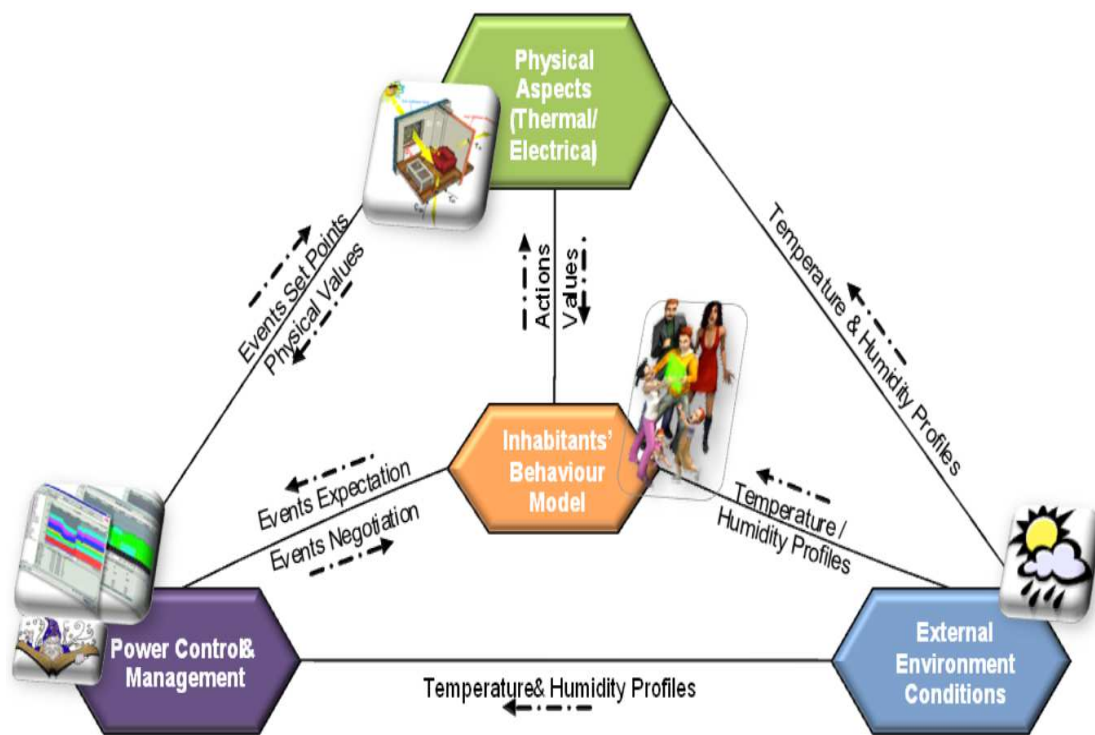 Physical
Aspects
(Thermal/
Electrical)
Events Set Points
Physical Values
Actions
Values
Temperature & Humidity Profiles
Inhabitants'
Behaviour
Model
Events Expectation
Events Negotiation
Temperature /
Humidity Profiles
Power Control&
Management
External
Environment
Conditions
Temperature& Humidity Profiles